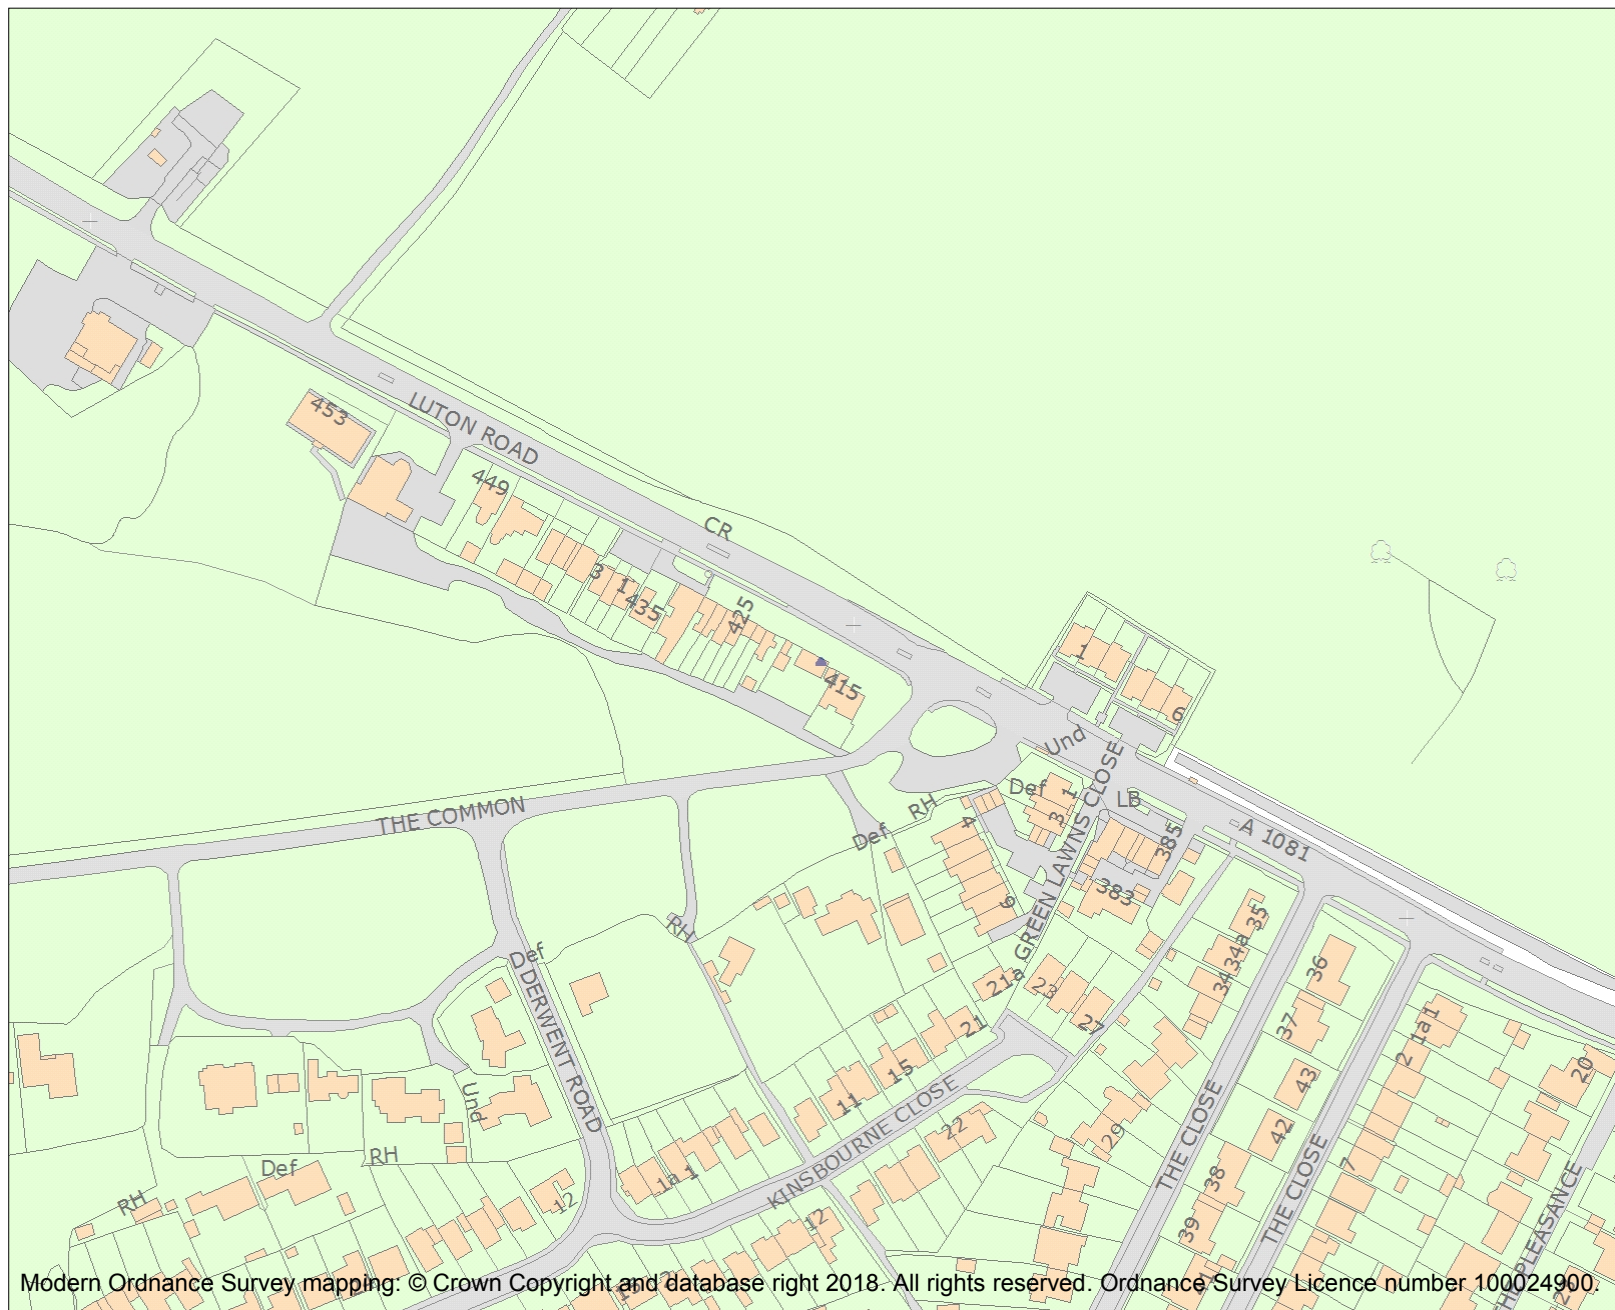 453
LUTON ROAD
449
CR
3
1
435
425
415
1
6
Und
THE COMMON
Def
RH
Def
1
3
4
LB
GREEN LAWNS CLOSE
385
A 1081
383
9
RH
Def
DERWENT ROAD
21a
23
27
21
15
11
KINSBOURNE CLOSE
22
35
34a
34
36
37
43
42
38
39
THE CLOSE
THE CLOSE
29
1
1a
2
7
20
THE PLEASANCE
Und
RH
Def
RH
12
1a
1
12
Modern Ordnance Survey mapping: © Crown Copyright and database right 2018. All rights reserved. Ordnance Survey Licence number 100024900.